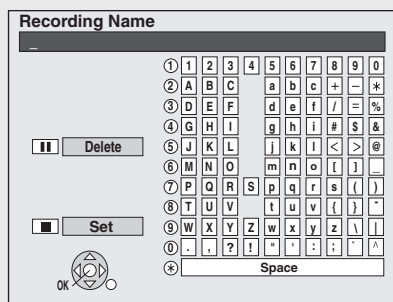 Recording Name
_
① 1 2 3 4 5 6 7 8 9 0
② A B C a b c + − *
③ D E F d e f / = %
④ G H I g h i # $ &
Delete ⑤ J K L j k l < > @
⑥ M N O m n o [ ] _
⑦ P Q R S p q r s ( )
⑧ T U V t u v { } ¯
Set ⑨ W X Y Z w x y z \ |
⓪ . , ? ! " ' : ; ` ^
✻ Space
OK